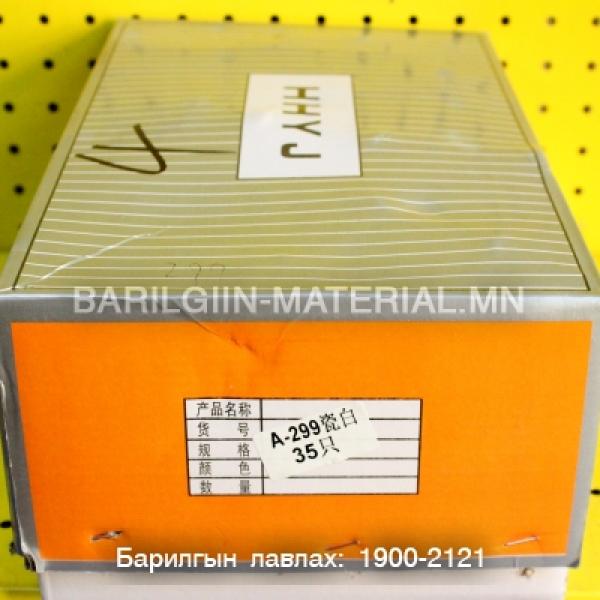 HHYJ
4
BARILGIIN-MATERIAL.MN
产品名称
货 号
规 格
颜 色
数 量
A-299瓷白
35只
Барилгын лавлах: 1900-2121